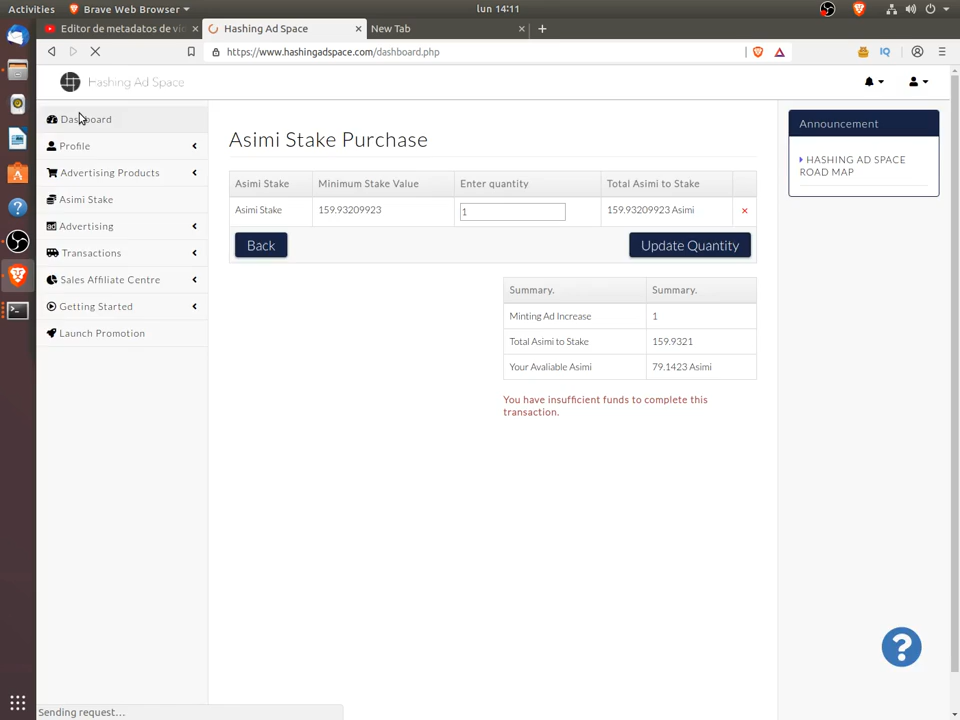 Activities
Brave Web Browser
lun 14:11
Editor de metadatos de ví
Hashing Ad Space
New Tab
https://www.hashingadspace.com/dashboard.php
IQ
Hashing Ad Space
Dashboard
Profile
Advertising Products
Asimi Stake
Advertising
Transactions
Sales Affiliate Centre
Getting Started
Launch Promotion
Asimi Stake Purchase
Asimi Stake Minimum Stake Value Enter quantity Total Asimi to Stake
Asimi Stake 159.93209923 1 159.93209923 Asimi
Back Update Quantity
Summary. Summary.
Minting Ad Increase 1
Total Asimi to Stake 159.9321
Your Avaliable Asimi 79.1423 Asimi
You have insufficient funds to complete this
transaction.
Announcement
HASHING AD SPACE
ROAD MAP
?
Sending request...